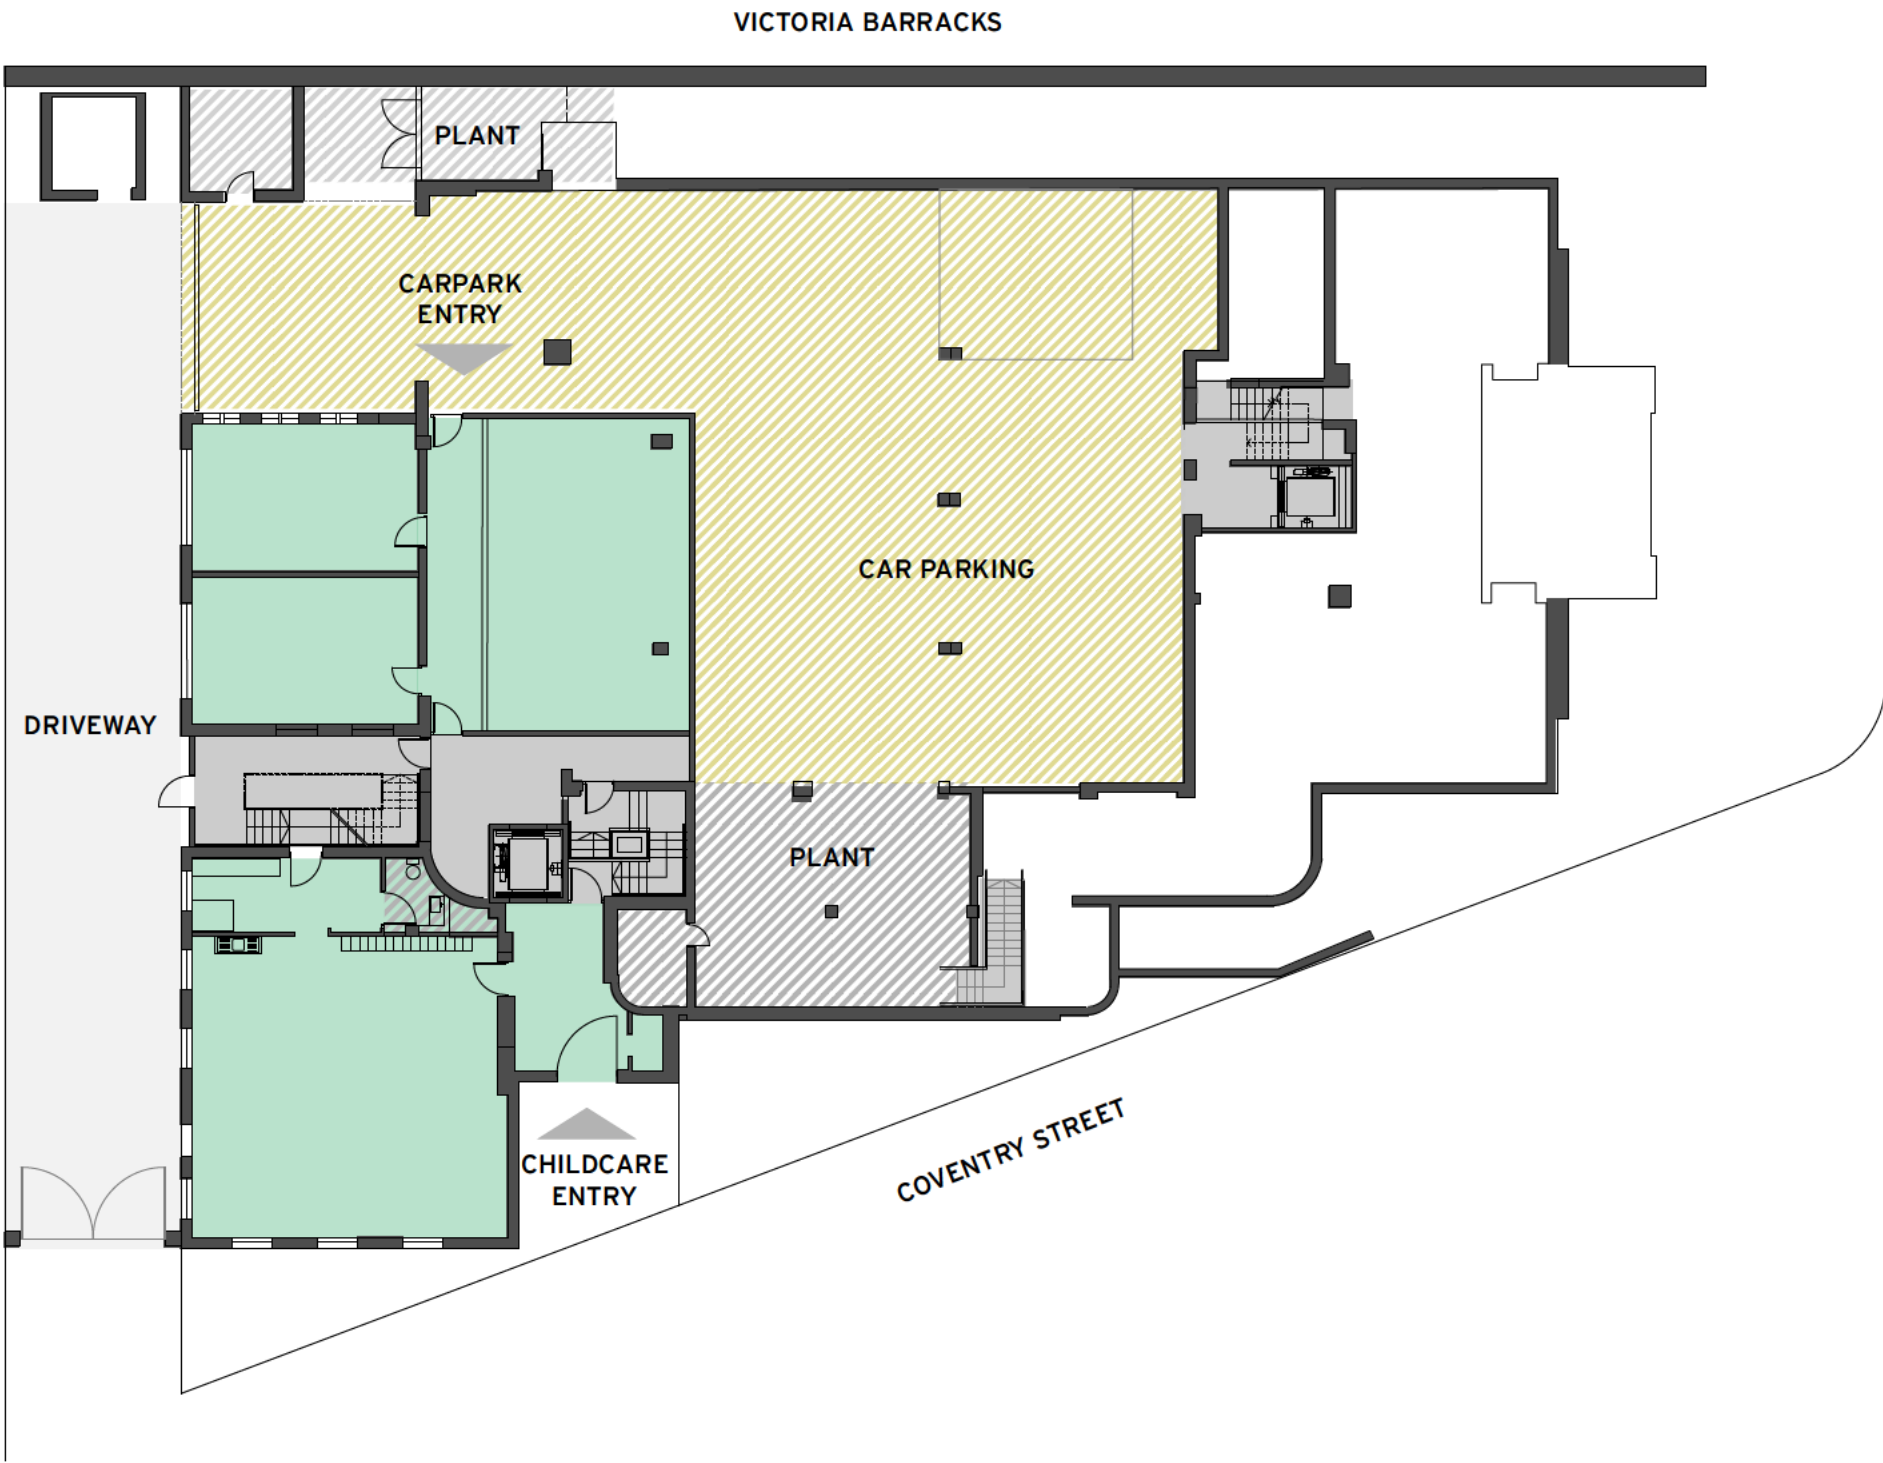 VICTORIA BARRACKS
PLANT
CARPARK
ENTRY
CAR PARKING
DRIVEWAY
PLANT
CHILDCARE
ENTRY
COVENTRY STREET